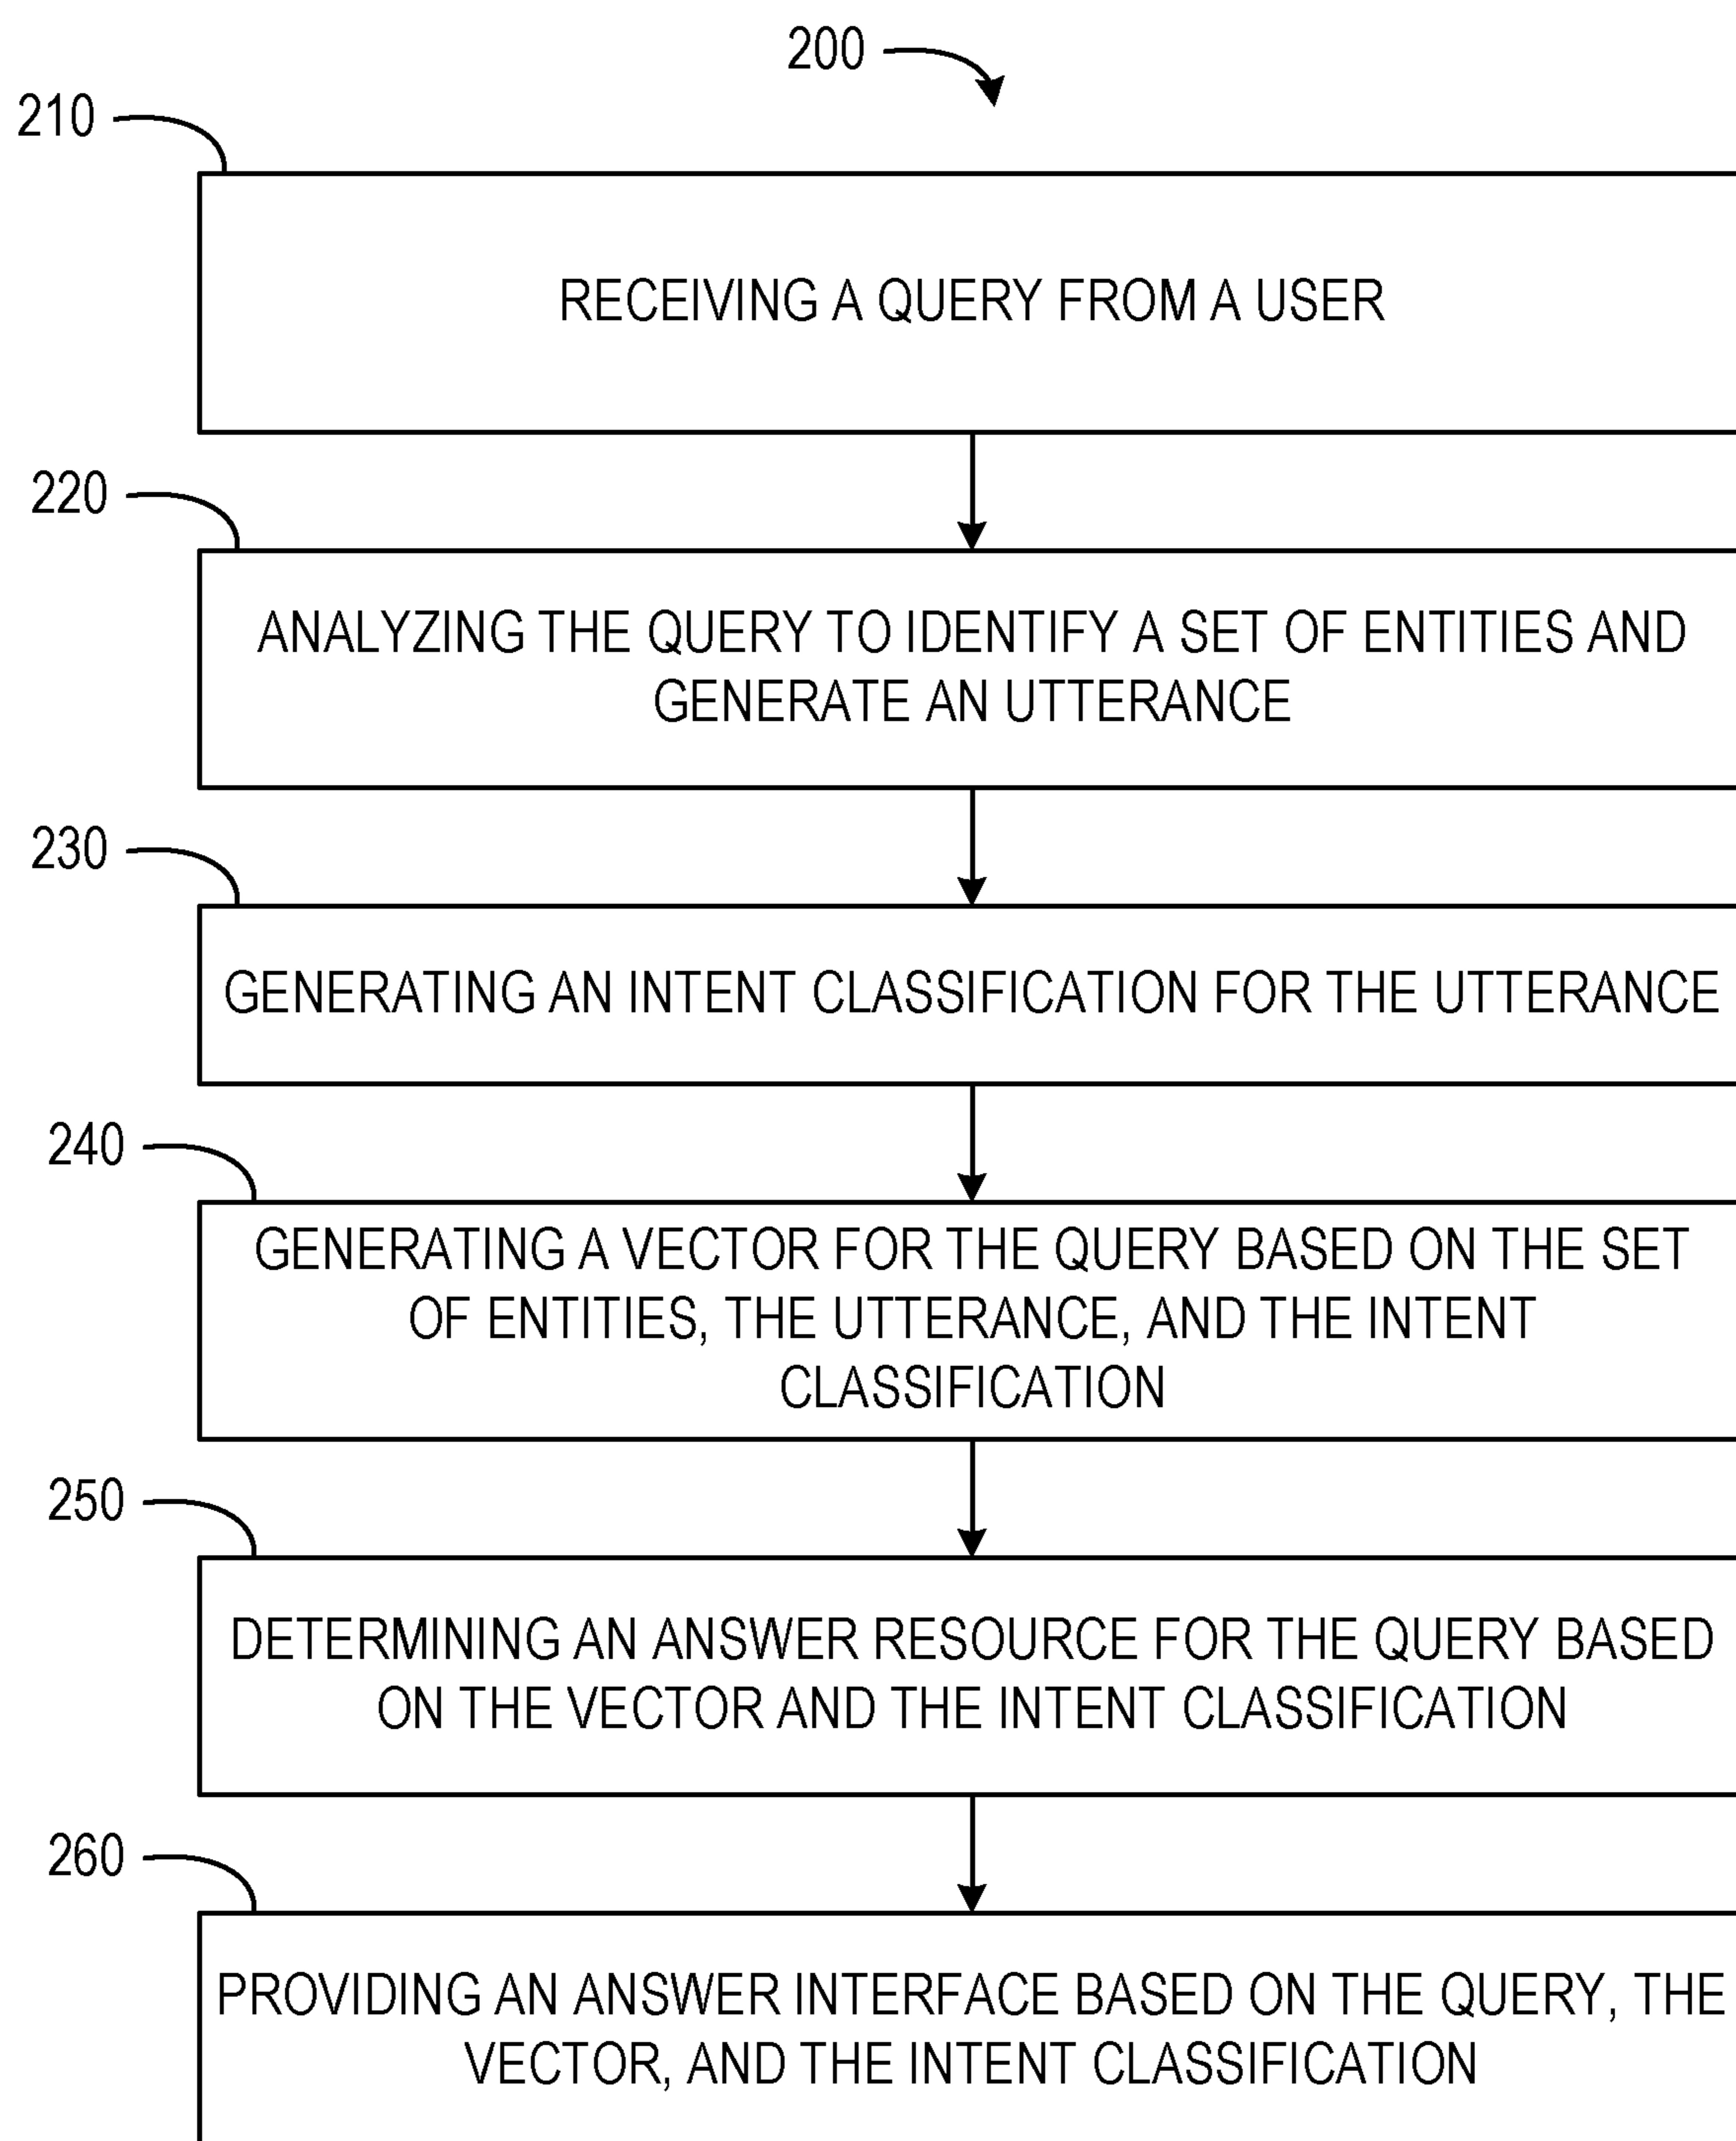 200
210
RECEIVING A QUERY FROM A USER
220
ANALYZING THE QUERY TO IDENTIFY A SET OF ENTITIES AND
GENERATE AN UTTERANCE
230
GENERATING AN INTENT CLASSIFICATION FOR THE UTTERANCE
240
GENERATING A VECTOR FOR THE QUERY BASED ON THE SET
OF ENTITIES, THE UTTERANCE, AND THE INTENT
CLASSIFICATION
250
DETERMINING AN ANSWER RESOURCE FOR THE QUERY BASED
ON THE VECTOR AND THE INTENT CLASSIFICATION
260
PROVIDING AN ANSWER INTERFACE BASED ON THE QUERY, THE
VECTOR, AND THE INTENT CLASSIFICATION